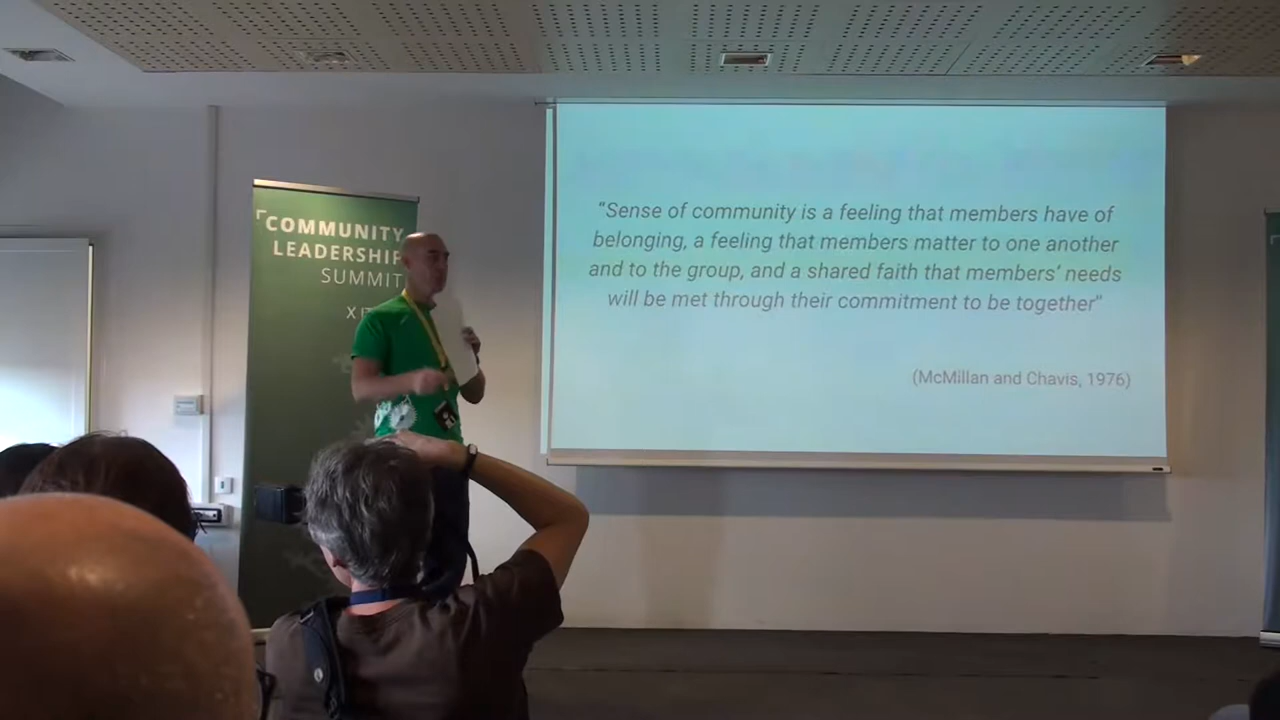 COMMUNITY
LEADERSHIP
SUMMIT
“Sense of community is a feeling that members have of
belonging, a feeling that members matter to one another
and to the group, and a shared faith that members’ needs
will be met through their commitment to be together”
(McMillan and Chavis, 1976)